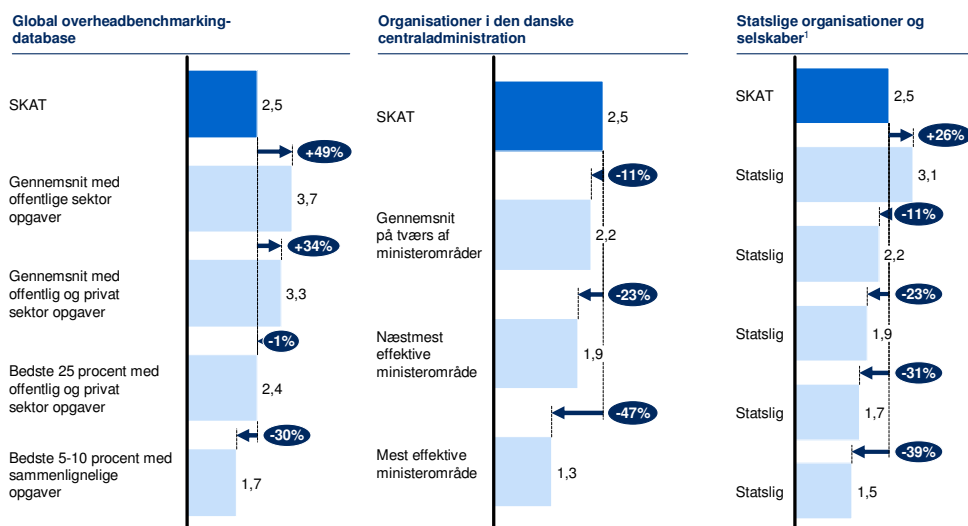 Global overheadbenchmarking-
database
SKAT
2,5
+49%
Gennemsnit med
offentlige sektor
opgaver
3,7
+34%
Gennemsnit med
offentlig og privat
sektor opgaver
3,3
-1%
Bedste 25 procent med
offentlig og privat
sektor opgaver
2,4
-30%
Bedste 5-10 procent med
sammenlignelige
opgaver
1,7
Organisationer i den danske
centraladministration
SKAT
2,5
-11%
Gennemsnit
på tværs af
ministerområder
2,2
-23%
Næstmest
effektive
ministerområde
1,9
-47%
Mest effektive
ministerområde
1,3
Statslige organisationer og
selskaber¹
SKAT
2,5
+26%
Statslig
3,1
-11%
Statslig
2,2
-23%
Statslig
1,9
-31%
Statslig
1,7
-39%
Statslig
1,5